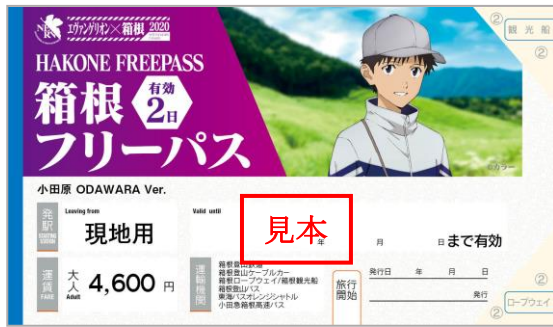 エヴァンゲリオン×箱根 2020
HAKONE FREEPASS
箱根 有効2日
フリーパス
②
観光船
②
©カラー
小田原 ODAWARA Ver.
発駅 Leaving from
現地用
Valid until
見本
年 月 日まで有効
運賃 FARE
大人 Adult 4,600 円
運輸機関
箱根登山鉄道
箱根登山ケーブルカー
箱根ロープウェイ/箱根観光船
箱根登山バス
東海バスオレンジシャトル
小田急箱根高速バス
旅行開始
発行日 年 月 日
発行
②
ロープウェイ
②